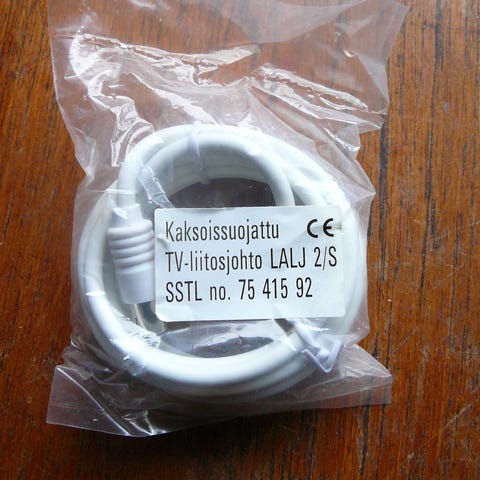 Kaksoissuojattu CE
TV-liitosjohto LALJ 2/S
SSTL no. 75 415 92